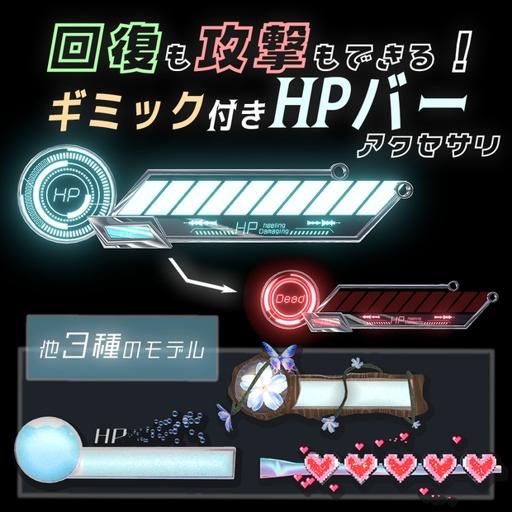 回復も攻撃もできる！
ギミック付きHPバー
アクセサリ
HP
HP healing Damaging
Dead
HP
他3種のモデル
HP